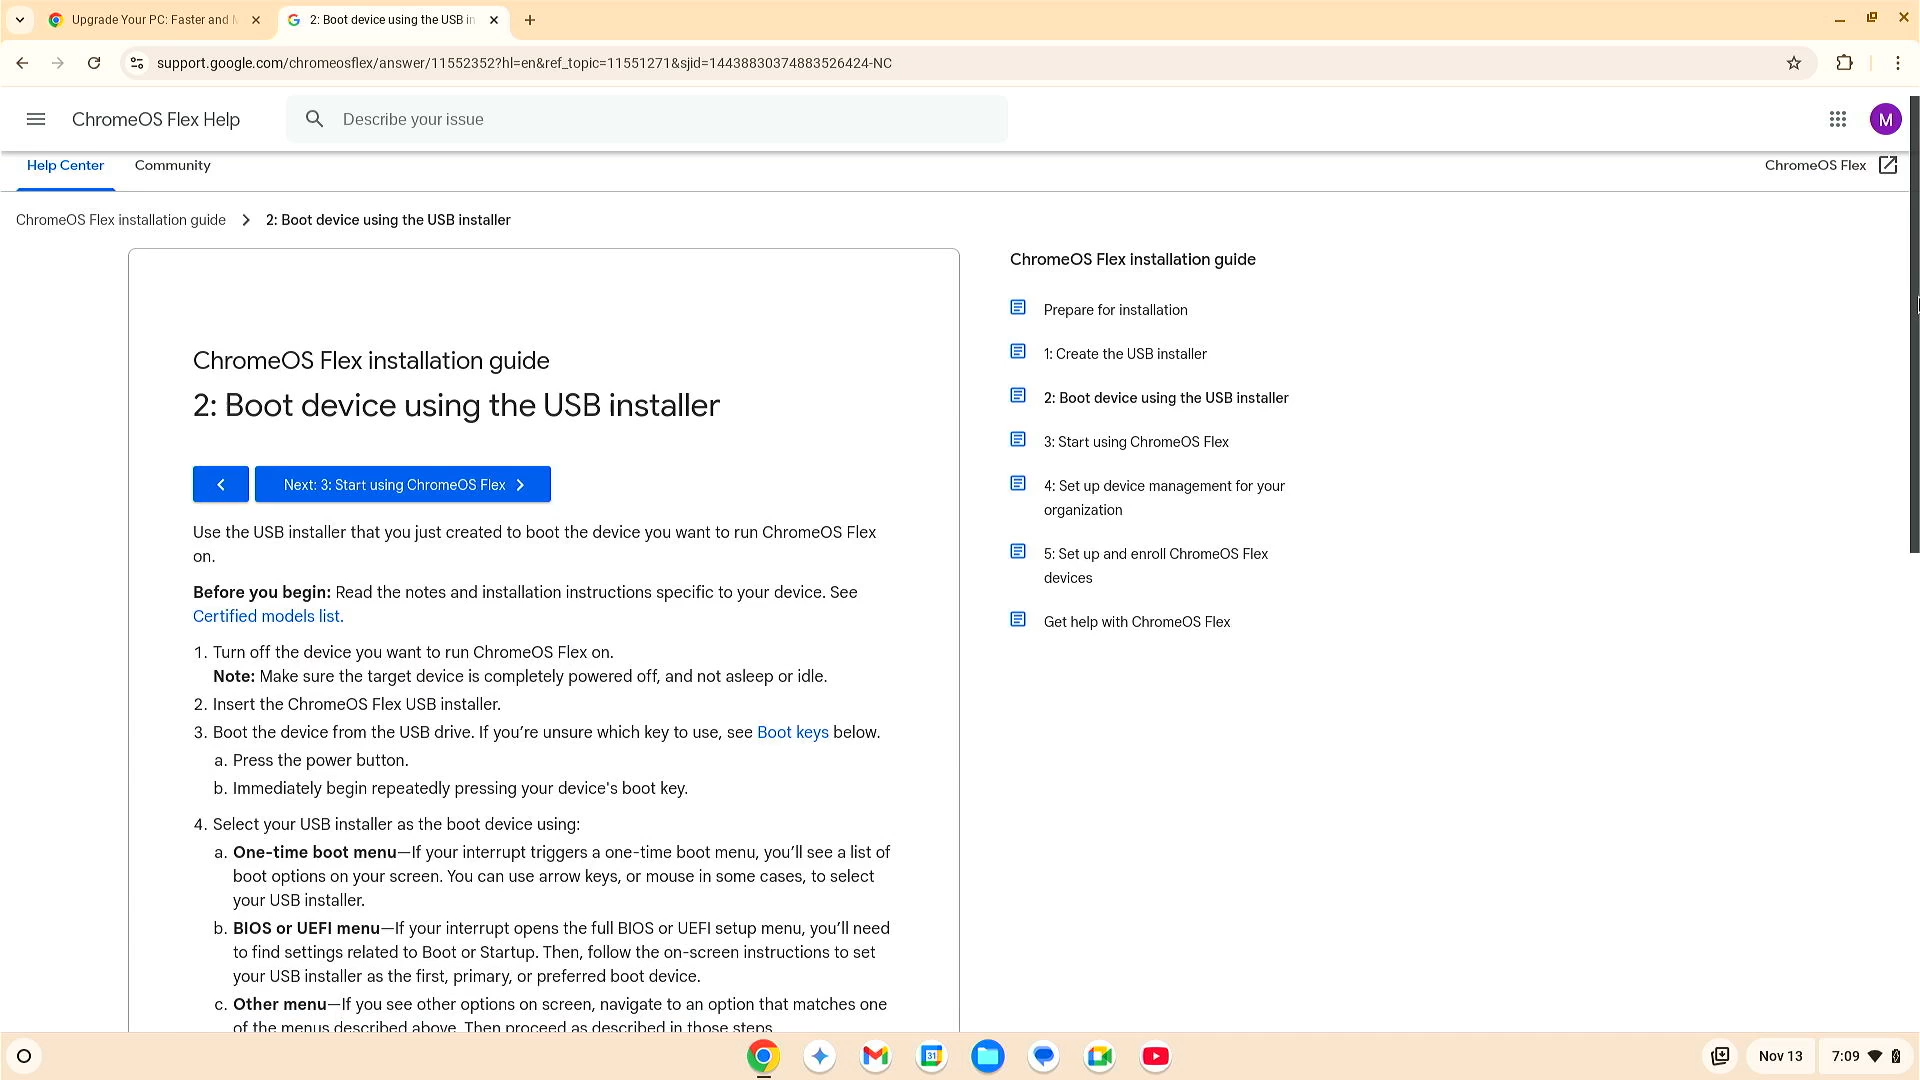 Upgrade Your PC: Faster and M
2: Boot device using the USB in
support.google.com/chromeosflex/answer/11552352?hl=en&ref_topic=11551271&sjid=14438830374883526424-NC
ChromeOS Flex Help
Describe your issue
M
Help Center
Community
ChromeOS Flex
ChromeOS Flex installation guide
2: Boot device using the USB installer
ChromeOS Flex installation guide
2: Boot device using the USB installer
Next: 3: Start using ChromeOS Flex
Use the USB installer that you just created to boot the device you want to run ChromeOS Flex
on.
Before you begin: Read the notes and installation instructions specific to your device. See
Certified models list.
1. Turn off the device you want to run ChromeOS Flex on.
Note: Make sure the target device is completely powered off, and not asleep or idle.
2. Insert the ChromeOS Flex USB installer.
3. Boot the device from the USB drive. If you’re unsure which key to use, see Boot keys below.
a. Press the power button.
b. Immediately begin repeatedly pressing your device's boot key.
4. Select your USB installer as the boot device using:
a. One-time boot menu—If your interrupt triggers a one-time boot menu, you’ll see a list of
boot options on your screen. You can use arrow keys, or mouse in some cases, to select
your USB installer.
b. BIOS or UEFI menu—If your interrupt opens the full BIOS or UEFI setup menu, you’ll need
to find settings related to Boot or Startup. Then, follow the on-screen instructions to set
your USB installer as the first, primary, or preferred boot device.
c. Other menu—If you see other options on screen, navigate to an option that matches one
of the menus described above. Then proceed as described in those steps.
ChromeOS Flex installation guide
Prepare for installation
1: Create the USB installer
2: Boot device using the USB installer
3: Start using ChromeOS Flex
4: Set up device management for your
organization
5: Set up and enroll ChromeOS Flex
devices
Get help with ChromeOS Flex
31
Nov 13
7:09